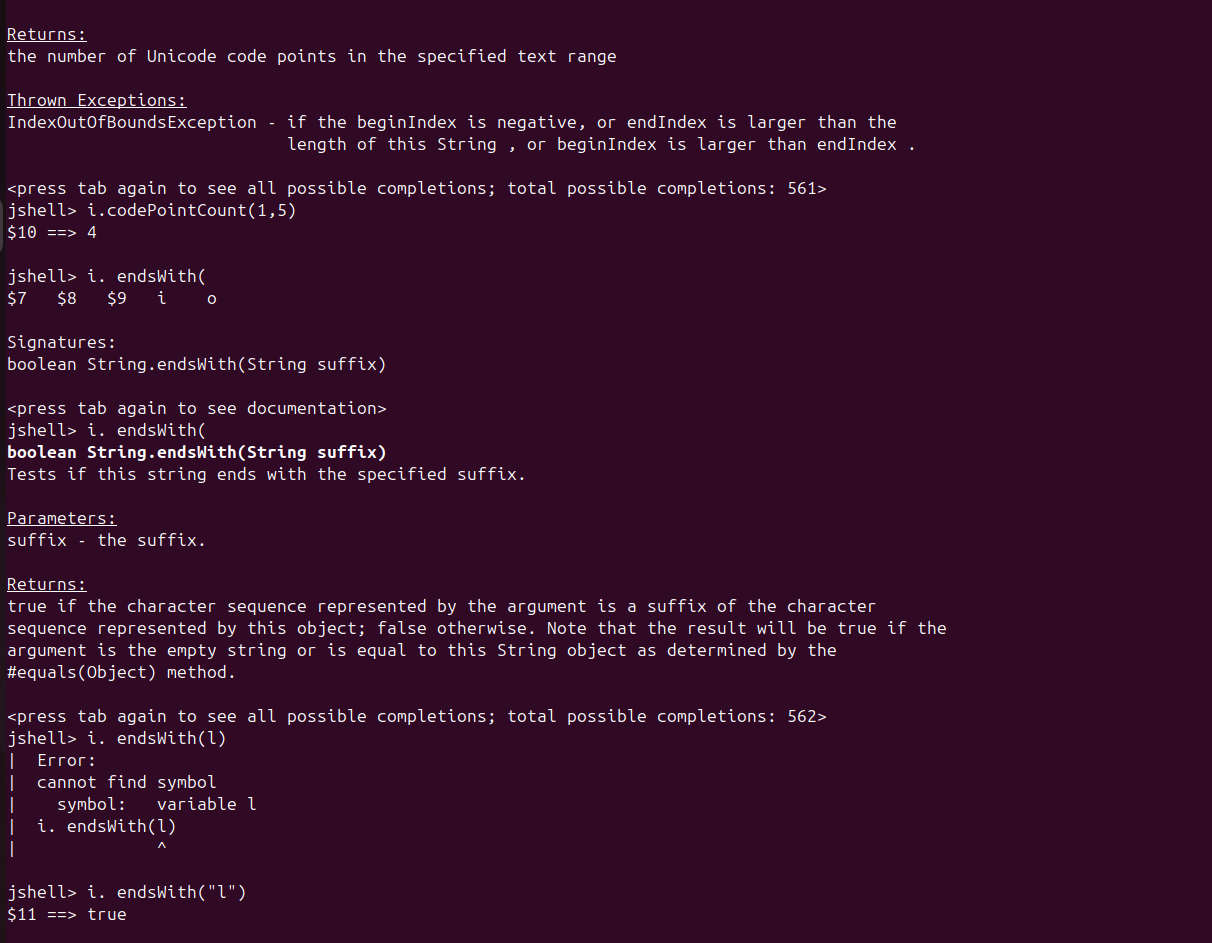 Returns:
the number of Unicode code points in the specified text range
Thrown Exceptions:
IndexOutOfBoundsException - if the beginIndex is negative, or endIndex is larger than the
length of this String , or beginIndex is larger than endIndex .
<press tab again to see all possible completions; total possible completions: 561>
jshell> i.codePointCount(1,5)
$10 ==> 4
jshell> i. endsWith(
$7   $8   $9   i    o
Signatures:
boolean String.endsWith(String suffix)
<press tab again to see documentation>
jshell> i. endsWith(
boolean String.endsWith(String suffix)
Tests if this string ends with the specified suffix.
Parameters:
suffix - the suffix.
Returns:
true if the character sequence represented by the argument is a suffix of the character
sequence represented by this object; false otherwise. Note that the result will be true if the
argument is the empty string or is equal to this String object as determined by the
#equals(Object) method.
<press tab again to see all possible completions; total possible completions: 562>
jshell> i. endsWith(l)
|  Error:
|  cannot find symbol
|    symbol:   variable l
|  i. endsWith(l)
|              ^
jshell> i. endsWith("l")
$11 ==> true